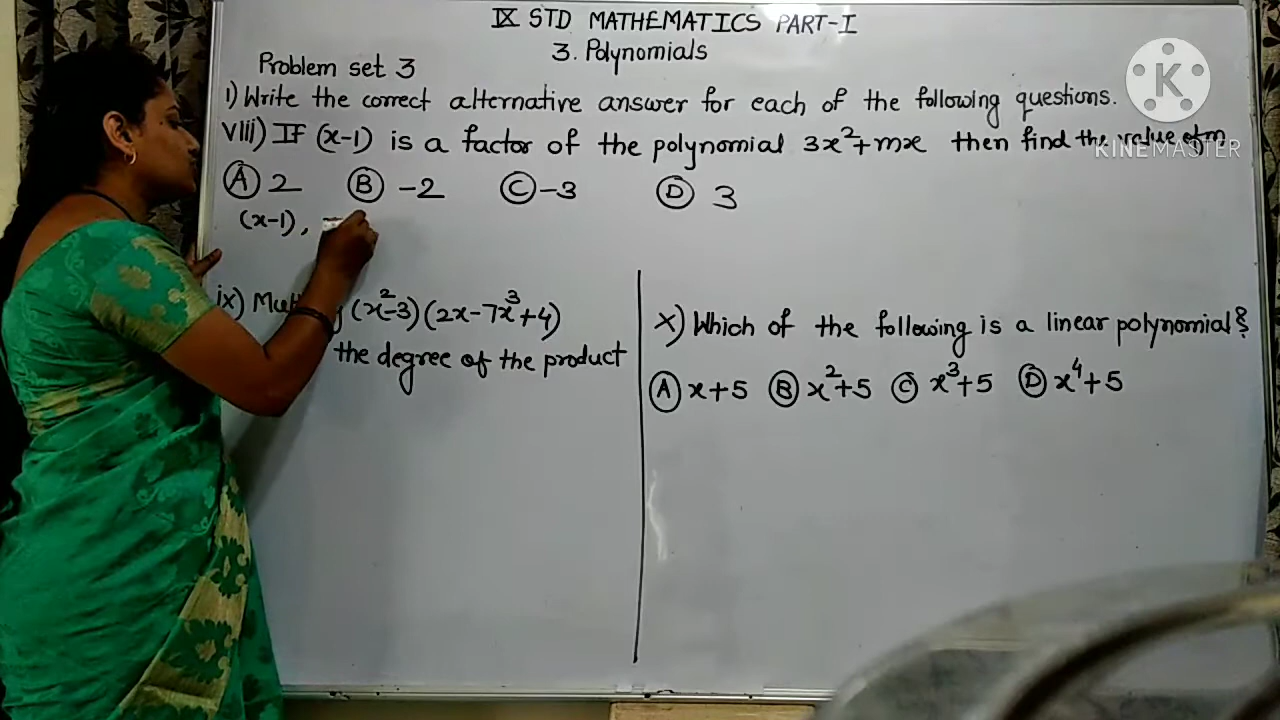 IX STD MATHEMATICS PART-I
3. Polynomials
Problem set 3
1) Write the correct alternative answer for each of the following questions.
viii) If (x-1) is a factor of the polynomial 3x²+mx then find the value of m
(A) 2 (B) -2 (C) -3 (D) 3
(x-1),
ix) (x²-3)(2x-7x³+4)
the degree of the product
x) Which of the following is a linear polynomial?
(A) x+5 (B) x²+5 (C) x³+5 (D) x⁴+5
K
KINEMASTER